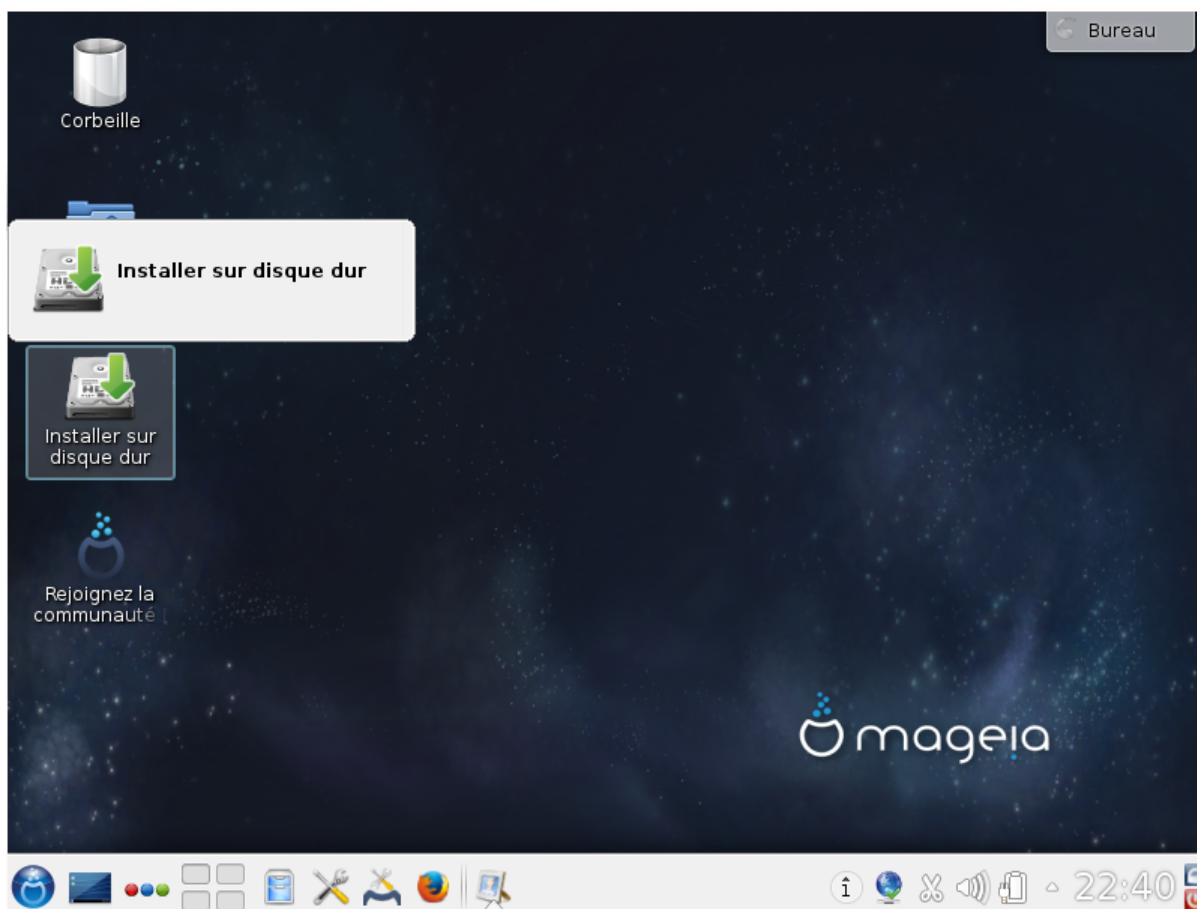 Bureau
Corbeille
Installer sur disque dur
Installer sur
disque dur
Rejoignez la
communauté
mageia
22:40